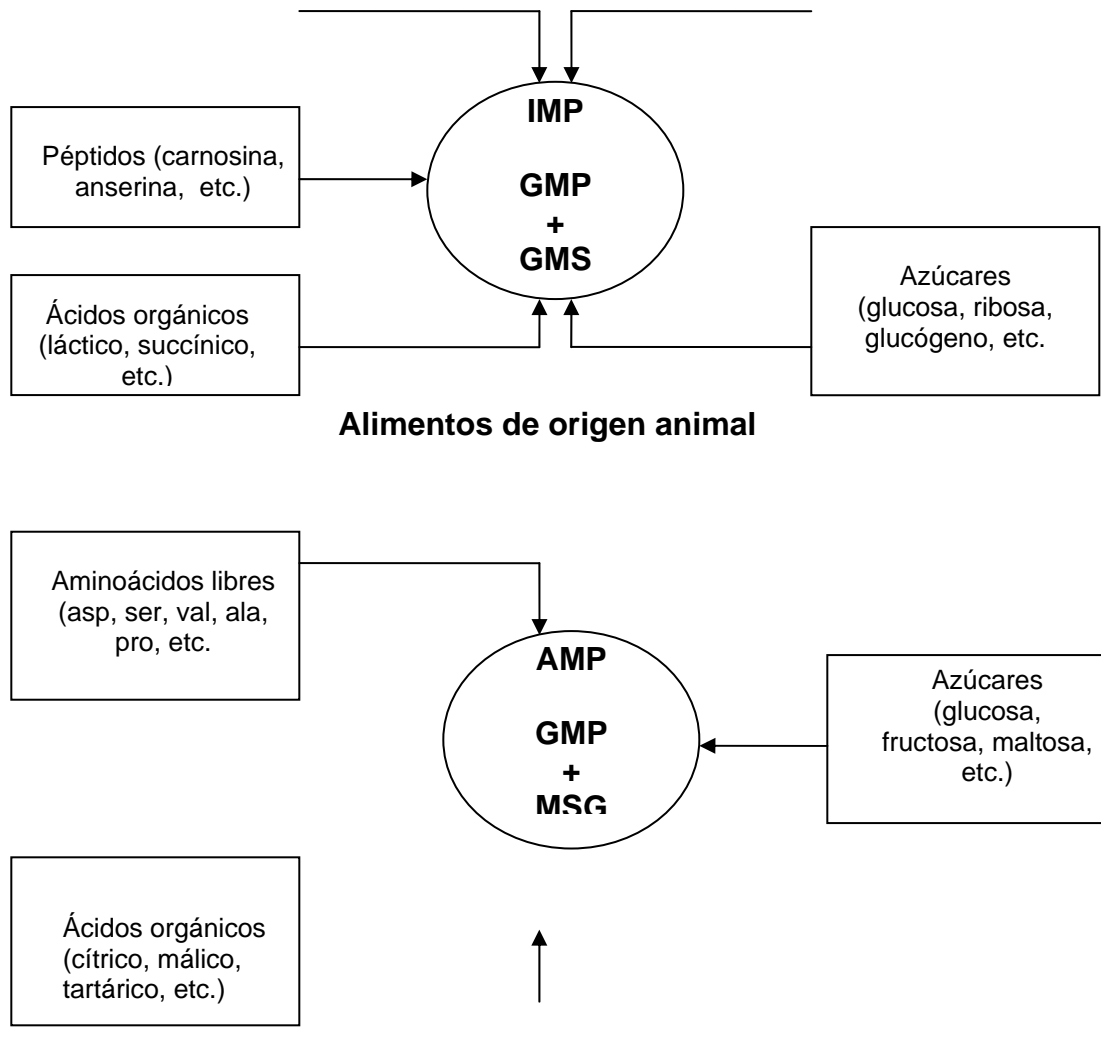 IMP
GMP
+
GMS
Péptidos (carnosina,
anserina, etc.)
Ácidos orgánicos
(láctico, succínico,
etc.)
Azúcares
(glucosa, ribosa,
glucógeno, etc.
Alimentos de origen animal
Aminoácidos libres
(asp, ser, val, ala,
pro, etc.
AMP
GMP
+
MSG
Azúcares
(glucosa,
fructosa, maltosa,
etc.)
Ácidos orgánicos
(cítrico, málico,
tartárico, etc.)